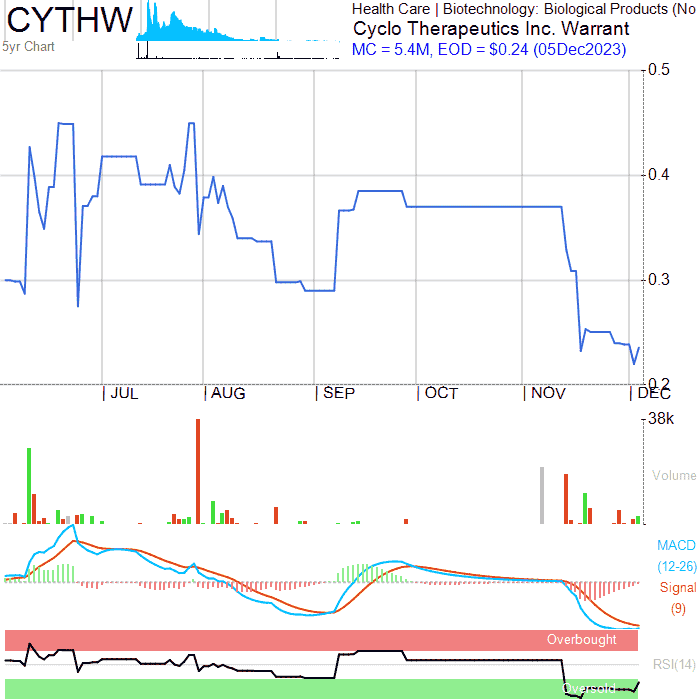 CYTHW
5yr Chart
Health Care | Biotechnology: Biological Products (No
Cyclo Therapeutics Inc. Warrant
MC = 5.4M, EOD = $0.24 (05Dec2023)
0.5
0.4
0.3
0.2
JUL AUG SEP OCT NOV DEC
38k
Volume
MACD
(12-26)
Signal
(9)
Overbought
RSI(14)
Oversold